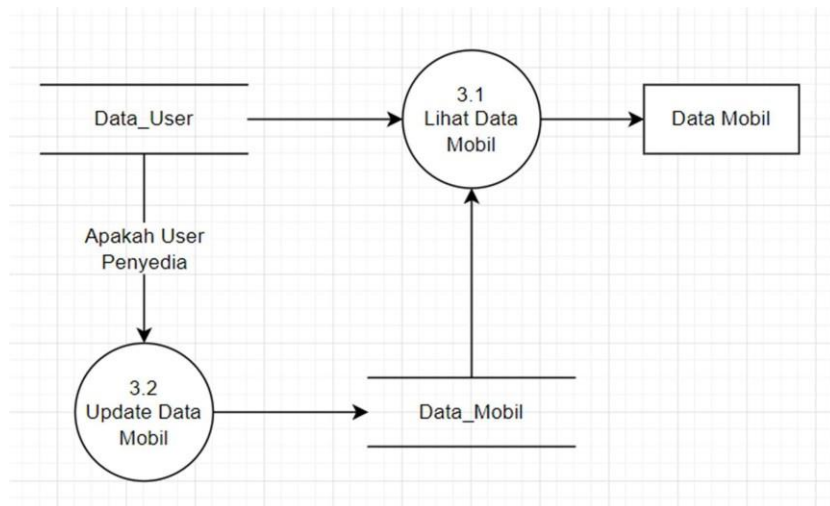 Data_User
3.1
Lihat Data
Mobil
Data Mobil
Apakah User
Penyedia
3.2
Update Data
Mobil
Data_Mobil